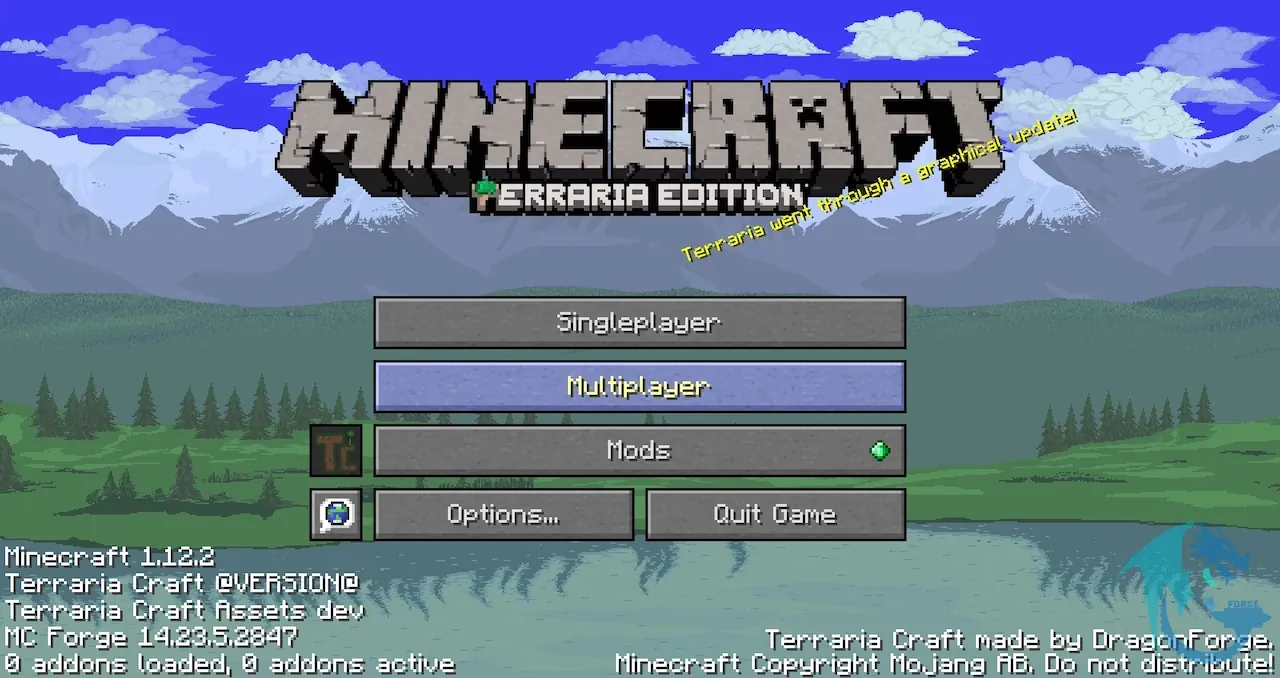 MINECRAFT
TERRARIA EDITION
Terraria went through a graphical update!
Singleplayer
Multiplayer
Tc
Mods
Options...
Quit Game
Minecraft 1.12.2
Terraria Craft @VERSION@
Terraria Craft Assets dev
MC Forge 14.23.5.2847
0 addons loaded, 0 addons active
FORGE
Terraria Craft made by DragonForge.
Minecraft Copyright Mojang AB. Do not distribute!